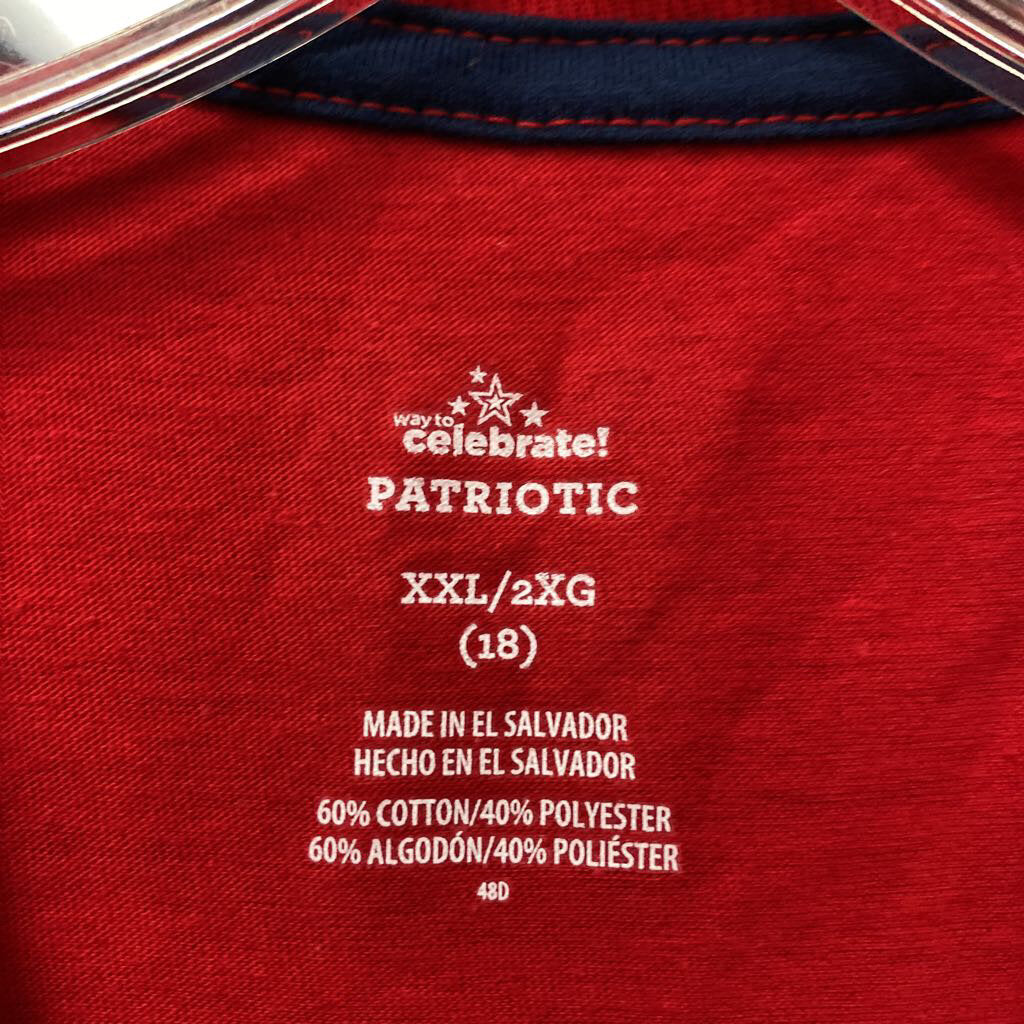 way to
celebrate!
PATRIOTIC
XXL/2XG
(18)
MADE IN EL SALVADOR
HECHO EN EL SALVADOR
60% COTTON/40% POLYESTER
60% ALGODÓN/40% POLIÉSTER
48D